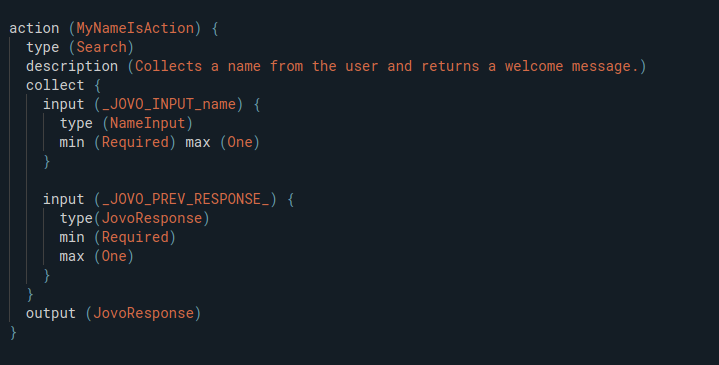 action (MyNameIsAction) {
  type (Search)
  description (Collects a name from the user and returns a welcome message.)
  collect {
    input (_JOVO_INPUT_name) {
      type (NameInput)
      min (Required) max (One)
    }

    input (_JOVO_PREV_RESPONSE_) {
      type(JovoResponse)
      min (Required)
      max (One)
    }
  }
  output (JovoResponse)
}